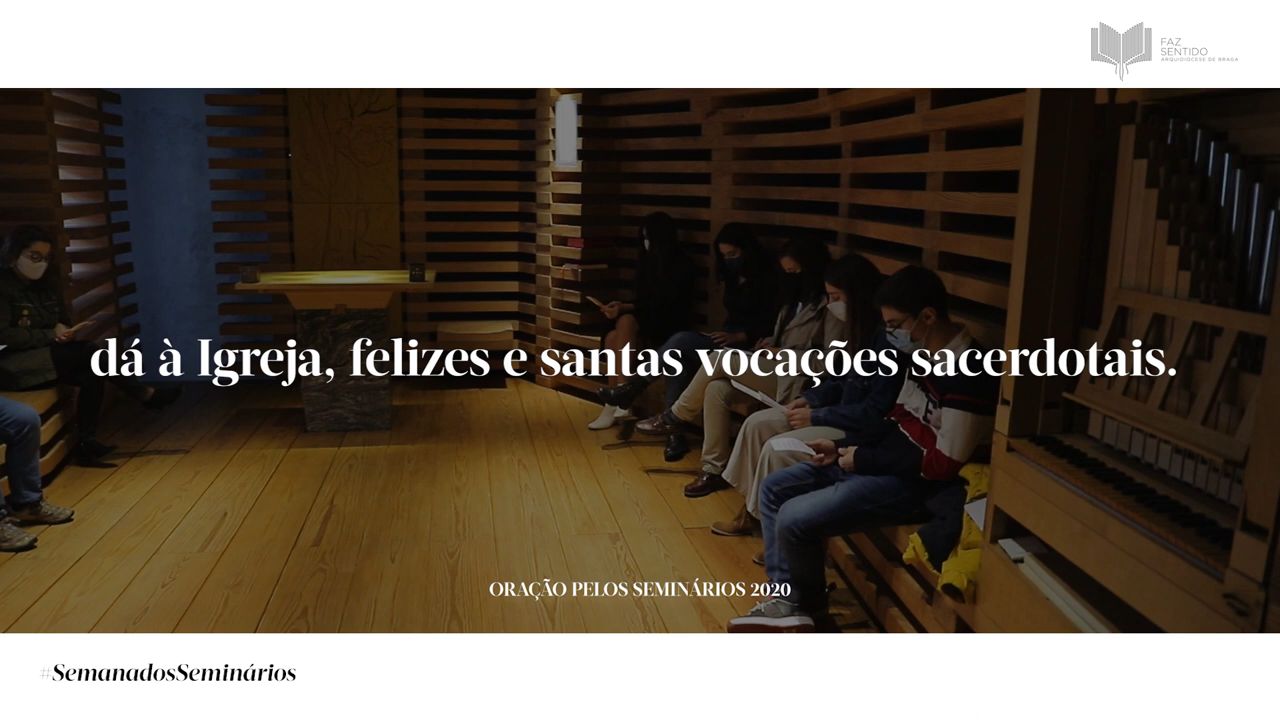 FAZ
SENTIDO
ARQUIDIOCESE DE BRAGA
dá à Igreja, felizes e santas vocações sacerdotais.
ORAÇÃO PELOS SEMINÁRIOS 2020
#SemanadosSeminários